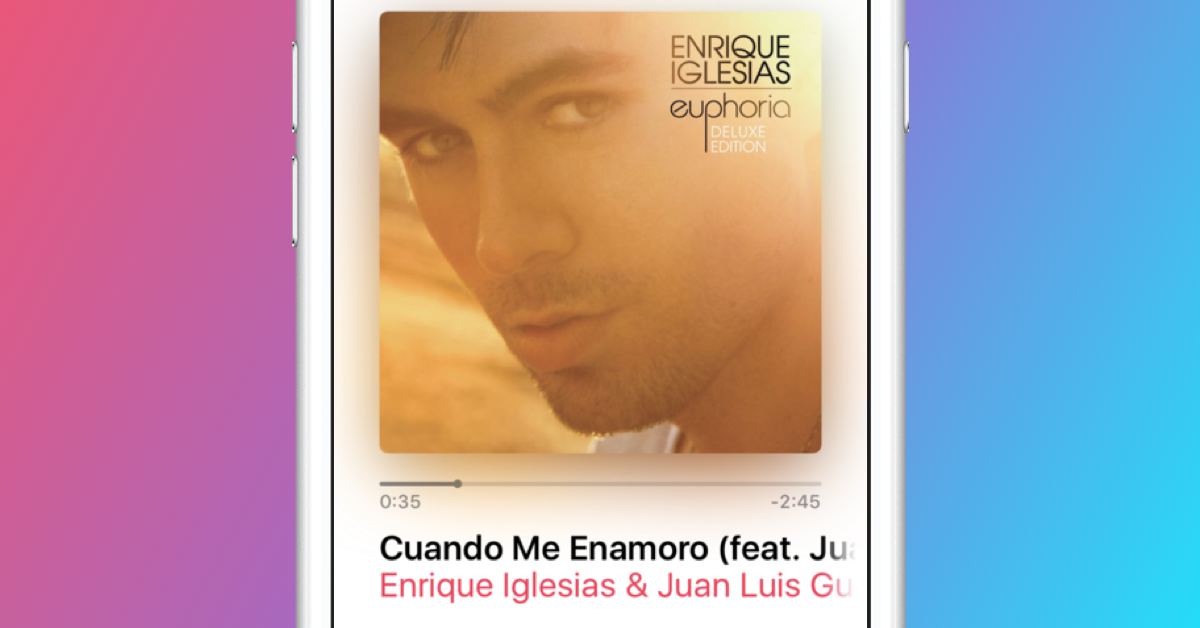 ENRIQUE
IGLESIAS
euphoria
DELUXE
EDITION
0:35 -2:45
Cuando Me Enamoro (feat. Ju
Enrique Iglesias & Juan Luis Gu